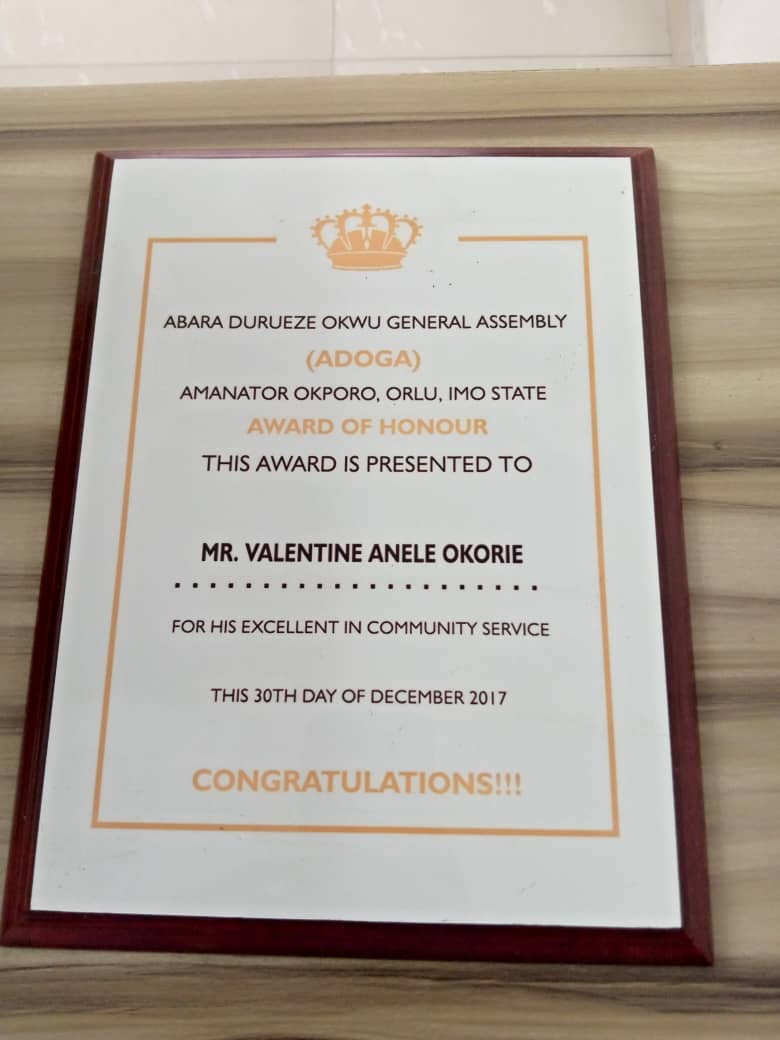 ABARA DURUEZE OKWU GENERAL ASSEMBLY
(ADOGA)
AMANATOR OKPORO, ORLU, IMO STATE
AWARD OF HONOUR
THIS AWARD IS PRESENTED TO
MR. VALENTINE ANELE OKORIE
FOR HIS EXCELLENT IN COMMUNITY SERVICE
THIS 30TH DAY OF DECEMBER 2017
CONGRATULATIONS!!!